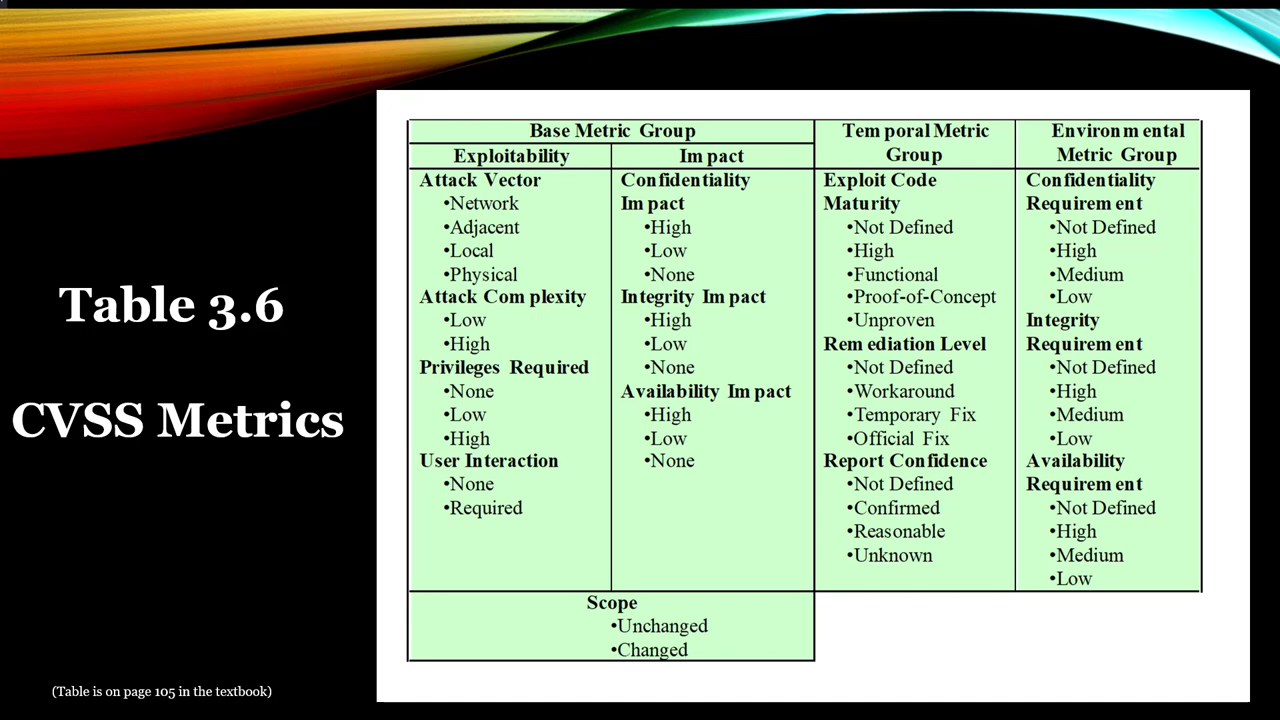 Table 3.6
CVSS Metrics
(Table is on page 105 in the textbook)
Base Metric Group
Exploitability
Impact
Temporal Metric
Group
Environmental
Metric Group
Attack Vector
•Network
•Adjacent
•Local
•Physical
Attack Complexity
•Low
•High
Privileges Required
•None
•Low
•High
User Interaction
•None
•Required
Confidentiality
Impact
•High
•Low
•None
Integrity Impact
•High
•Low
•None
Availability Impact
•High
•Low
•None
Exploit Code
Maturity
•Not Defined
•High
•Functional
•Proof-of-Concept
•Unproven
Remediation Level
•Not Defined
•Workaround
•Temporary Fix
•Official Fix
Report Confidence
•Not Defined
•Confirmed
•Reasonable
•Unknown
Confidentiality
Requirement
•Not Defined
•High
•Medium
•Low
Integrity
Requirement
•Not Defined
•High
•Medium
•Low
Availability
Requirement
•Not Defined
•High
•Medium
•Low
Scope
•Unchanged
•Changed